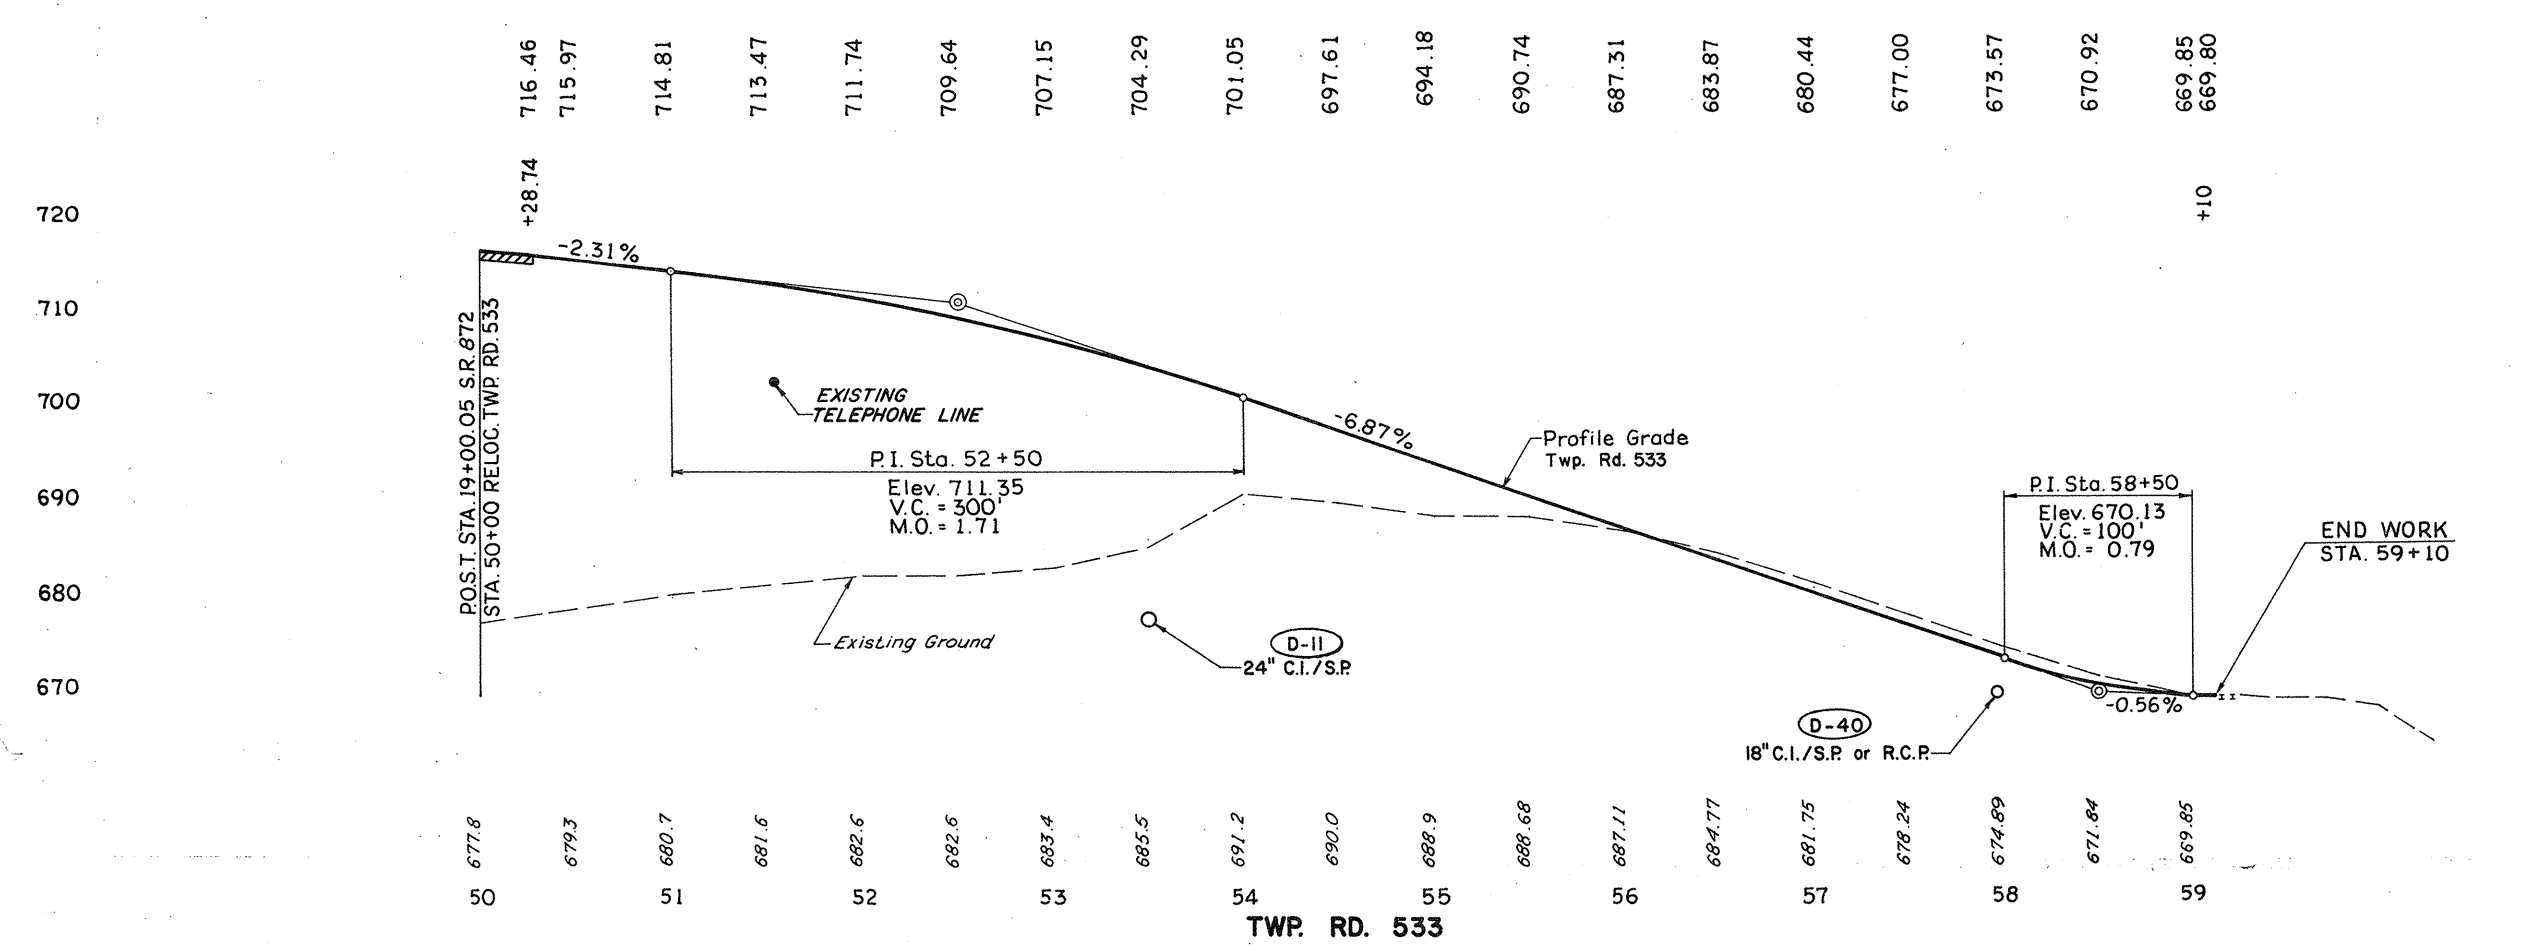 716.46 715.97 714.81 713.47 711.74 709.64 707.15 704.29 701.05 697.61 694.18 690.74 687.31 683.87 680.44 677.00 673.57 670.92 669.85 669.80
+28.74 +10
720
710
700
690
680
670
P.O.S.T. STA. 19+00.05 S.R. 872
STA. 50+00 RELOC. TWP. RD. 533
-2.31%
EXISTING
TELEPHONE LINE
P.I. Sta. 52+50
Elev. 711.35
V.C. = 300'
M.O. = 1.71
-6.87%
Profile Grade
Twp. Rd. 533
P.I. Sta. 58+50
Elev. 670.13
V.C. = 100'
M.O. = 0.79
END WORK
STA. 59+10
-0.56%
Existing Ground
D-11
24" C.I./S.P.
D-40
18" C.I./S.P. or R.C.P.
677.8 679.3 680.7 681.6 682.6 682.6 683.4 685.5 691.2 690.0 688.9 688.68 687.11 684.77 681.75 678.24 674.89 671.84 669.85
50 51 52 53 54 55 56 57 58 59
TWP. RD. 533